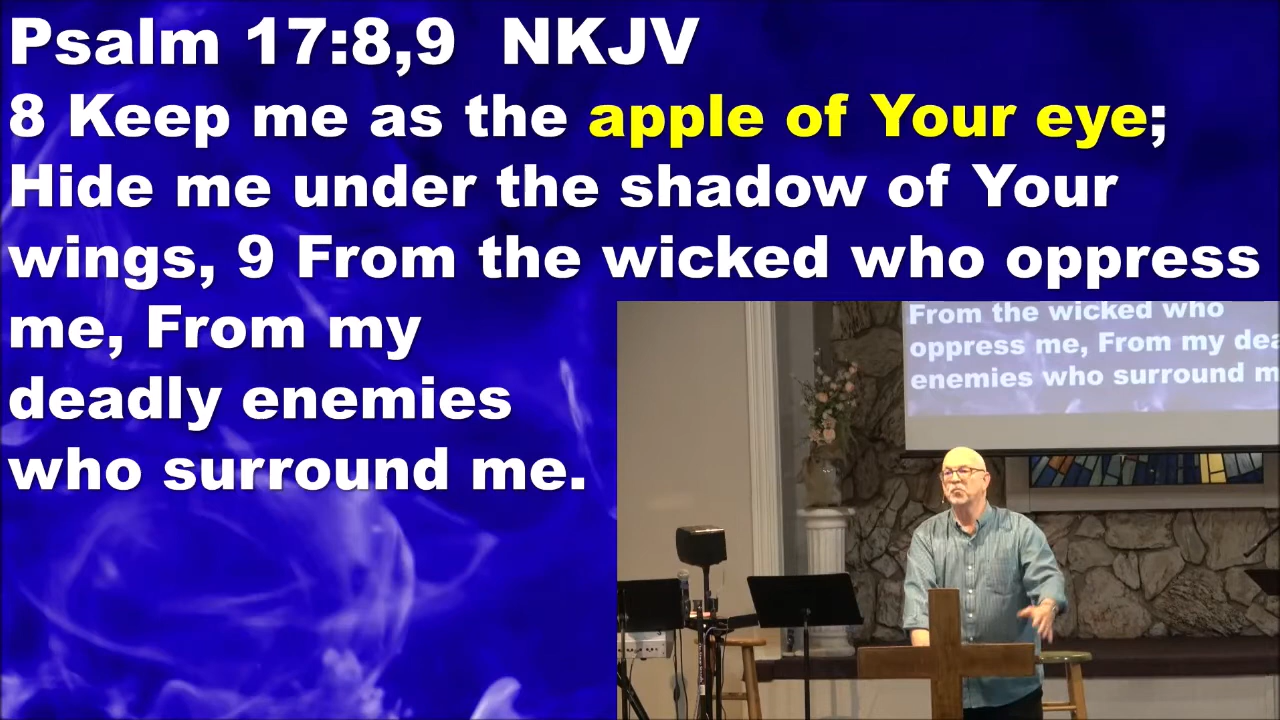 Psalm 17:8,9 NKJV
8 Keep me as the apple of Your eye;
Hide me under the shadow of Your
wings, 9 From the wicked who oppress
me, From my
deadly enemies
who surround me.
From the wicked who
oppress me, From my
enemies who surround